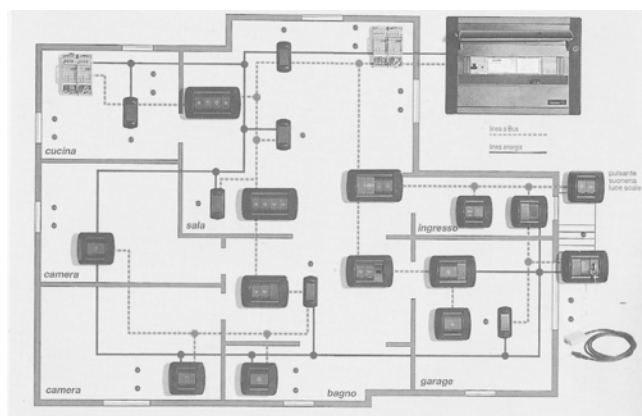 linea a Bus
linea energia
cucina
pulsante
suoneria
luce scale
sala
ingresso
camera
camera
bagno
garage